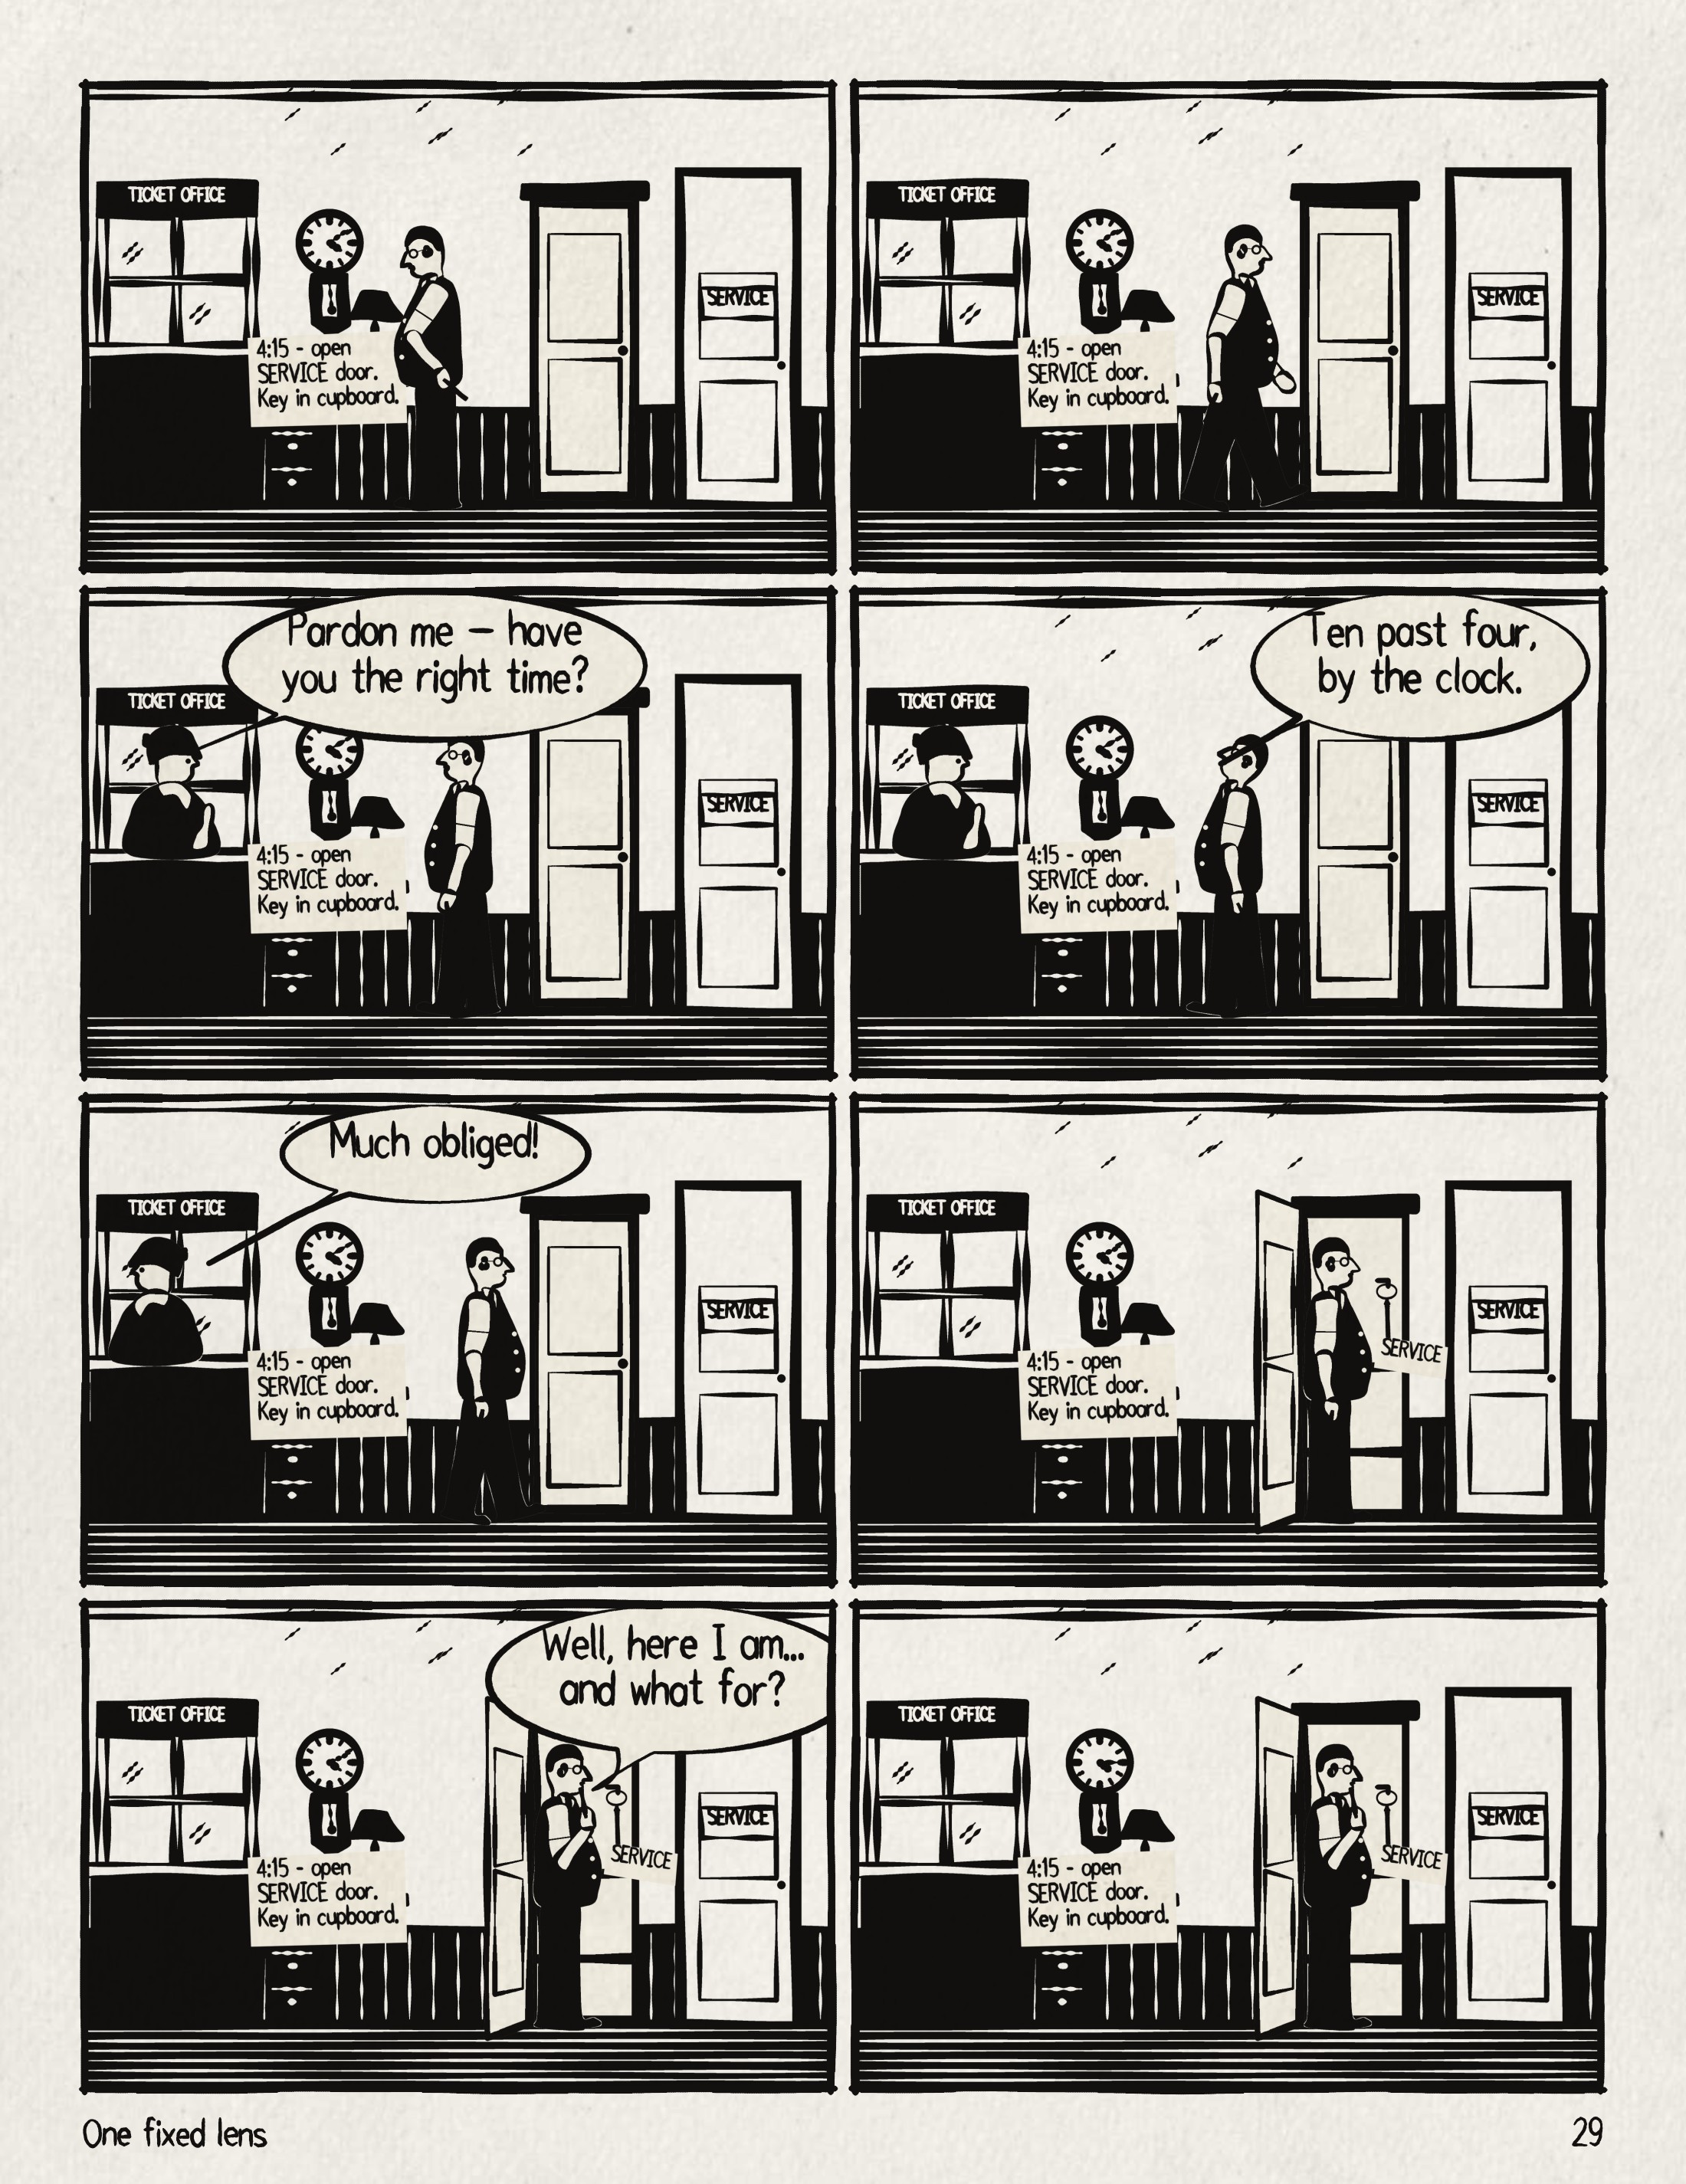 TICKET OFFICE
SERVICE
4:15 - open
SERVICE door.
Key in cupboard.
TICKET OFFICE
SERVICE
4:15 - open
SERVICE door.
Key in cupboard.
Pardon me — have
you the right time?
TICKET OFFICE
SERVICE
4:15 - open
SERVICE door.
Key in cupboard.
Ten past four,
by the clock.
TICKET OFFICE
SERVICE
4:15 - open
SERVICE door.
Key in cupboard.
Much obliged!
TICKET OFFICE
SERVICE
4:15 - open
SERVICE door.
Key in cupboard.
TICKET OFFICE
SERVICE
SERVICE
4:15 - open
SERVICE door.
Key in cupboard.
Well, here I am...
and what for?
TICKET OFFICE
SERVICE
SERVICE
4:15 - open
SERVICE door.
Key in cupboard.
TICKET OFFICE
SERVICE
SERVICE
4:15 - open
SERVICE door.
Key in cupboard.
One fixed lens
29